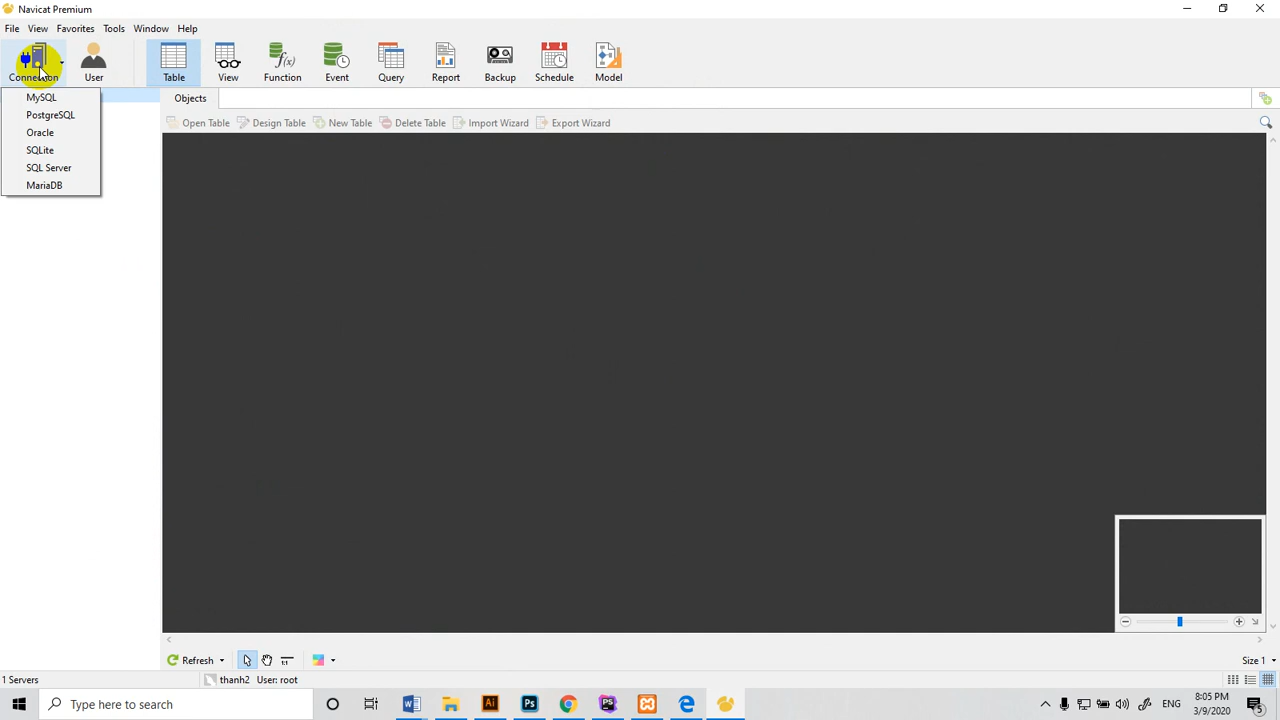 Navicat Premium
File View Favorites Tools Window Help
Connection User Table View Function Event Query Report Backup Schedule Model
MySQL
PostgreSQL
Oracle
SQLite
SQL Server
MariaDB
Objects
Open Table Design Table New Table Delete Table Import Wizard Export Wizard
Refresh 1:1 Size 1
1 Servers thanh2 User: root
Type here to search
ENG
8:05 PM
3/9/2020
5